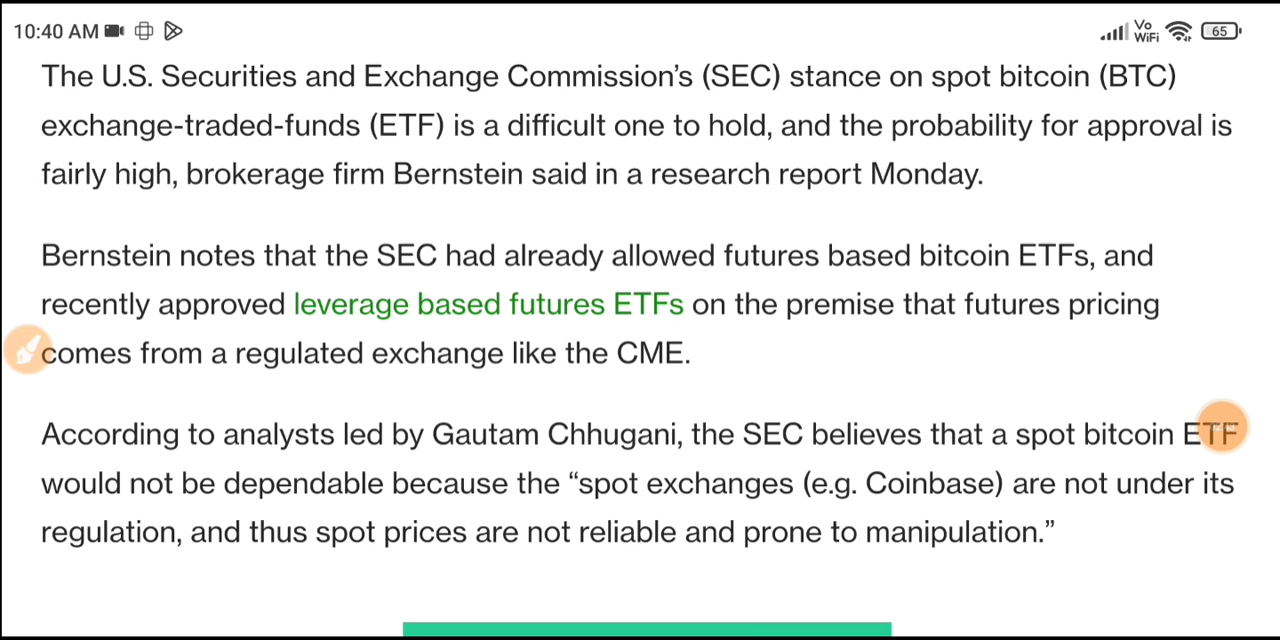 10:40 AM
Vo
WiFi
65
The U.S. Securities and Exchange Commission’s (SEC) stance on spot bitcoin (BTC)
exchange-traded-funds (ETF) is a difficult one to hold, and the probability for approval is
fairly high, brokerage firm Bernstein said in a research report Monday.
Bernstein notes that the SEC had already allowed futures based bitcoin ETFs, and
recently approved leverage based futures ETFs on the premise that futures pricing
comes from a regulated exchange like the CME.
According to analysts led by Gautam Chhugani, the SEC believes that a spot bitcoin ETF
would not be dependable because the “spot exchanges (e.g. Coinbase) are not under its
regulation, and thus spot prices are not reliable and prone to manipulation.”